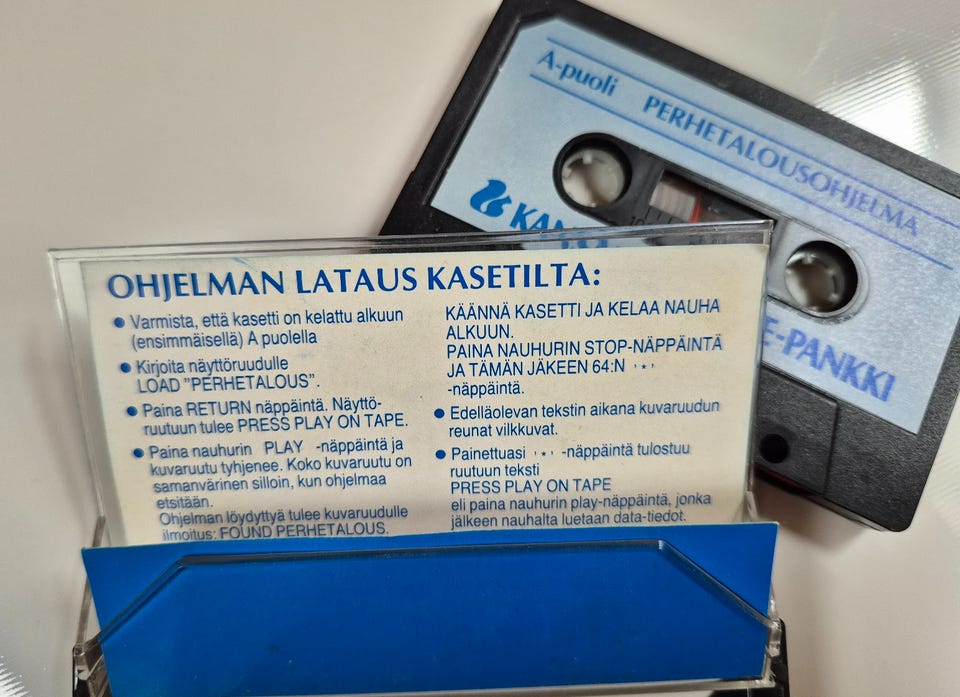 A-puoli PERHETALOUSOHJELMA
E-PANKKI
OHJELMAN LATAUS KASETILTA:
● Varmista, että kasetti on kelattu alkuun
(ensimmäisellä) A puolella
● Kirjoita näyttöruudulle
LOAD "PERHETALOUS".
● Paina RETURN näppäintä. Näyttö-
ruutuun tulee PRESS PLAY ON TAPE.
● Paina nauhurin PLAY -näppäintä ja
kuvaruutu tyhjenee. Koko kuvaruutu on
samanvärinen silloin, kun ohjelmaa
etsitään.
Ohjelman löydyttyä tulee kuvaruudulle
ilmoitus: FOUND PERHETALOUS.
KÄÄNNÄ KASETTI JA KELAA NAUHA
ALKUUN.
PAINA NAUHURIN STOP-NÄPPÄINTÄ
JA TÄMÄN JÄKEEN 64:N '*'
-näppäintä.
● Edelläolevan tekstin aikana kuvaruudun
reunat vilkkuvat.
● Painettuasi '*' -näppäintä tulostuu
ruutuun teksti
PRESS PLAY ON TAPE
eli paina nauhurin play-näppäintä, jonka
jälkeen nauhalta luetaan data-tiedot.